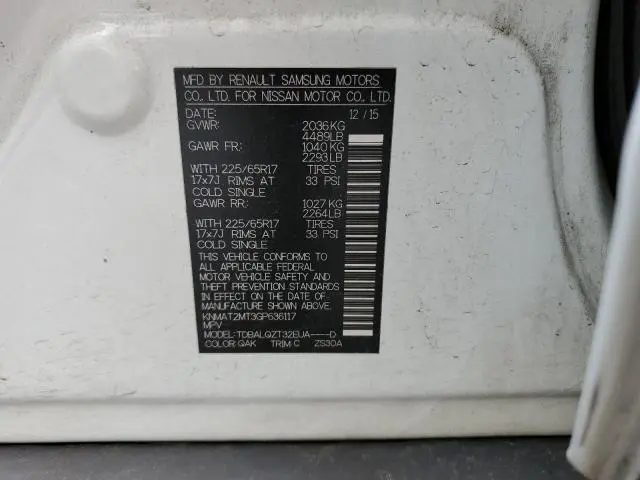 MFD BY RENAULT SAMSUNG MOTORS
CO., LTD. FOR NISSAN MOTOR CO., LTD.
DATE: 12/15
GVWR: 2036KG
4489LB
GAWR FR: 1040KG
2293LB
WITH 225/65R17 TIRES
17x7J RIMS AT 33 PSI
COLD SINGLE
GAWR RR: 1027KG
2264LB
WITH 225/65R17 TIRES
17x7J RIMS AT 33 PSI
COLD SINGLE
THIS VEHICLE CONFORMS TO
ALL APPLICABLE FEDERAL
MOTOR VEHICLE SAFETY AND
THEFT PREVENTION STANDARDS
IN EFFECT ON THE DATE OF
MANUFACTURE SHOWN ABOVE.
KNMAT2MT3GP636117
MPV
MODEL: TDBALQZT32EUA----D
COLOR: QAK TRIM: C ZS30A